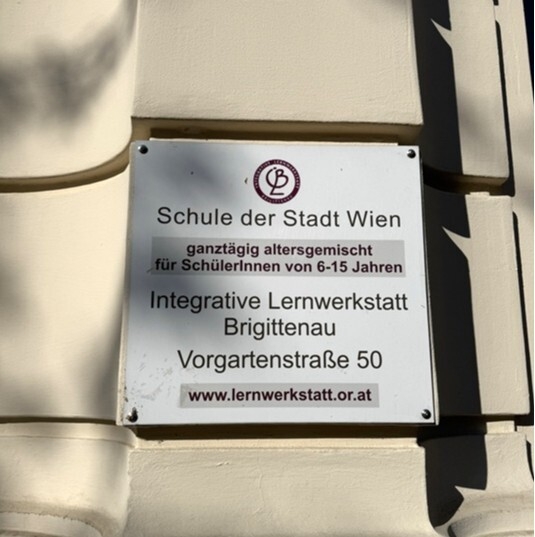 Schule der Stadt Wien
ganztägig altersgemischt
für SchülerInnen von 6-15 Jahren
Integrative Lernwerkstatt
Brigittenau
Vorgartenstraße 50
www.lernwerkstatt.or.at